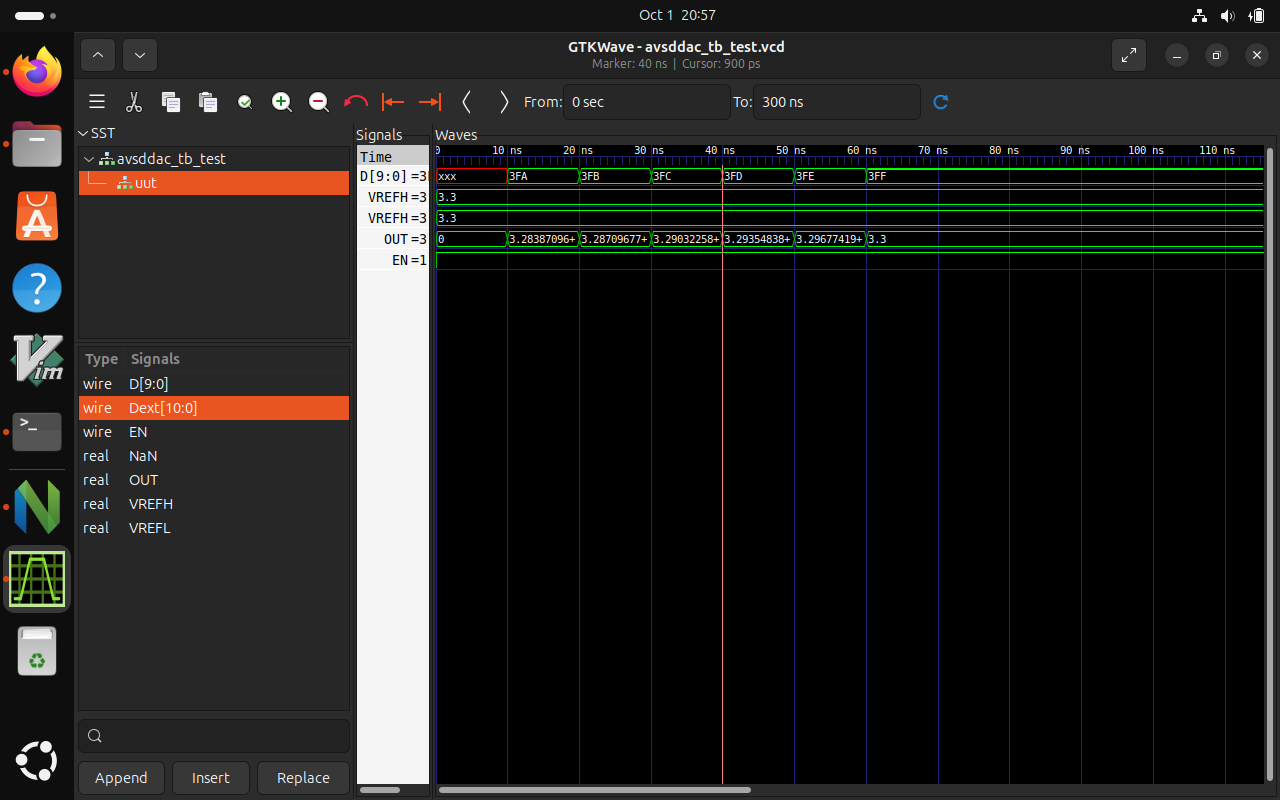 Oct 1 20:57
GTKWave - avsddac_tb_test.vcd
Marker: 40 ns | Cursor: 900 ps
From: 0 sec To: 300 ns
SST
avsddac_tb_test
uut
Type Signals
wire D[9:0]
wire Dext[10:0]
wire EN
real NaN
real OUT
real VREFH
real VREFL
Append Insert Replace
Signals
Time
D[9:0] =3
VREFH =3
VREFH =3
OUT =3
EN =1
Waves
0 10 ns 20 ns 30 ns 40 ns 50 ns 60 ns 70 ns 80 ns 90 ns 100 ns 110 ns
xxx 3FA 3FB 3FC 3FD 3FE 3FF
3.3
3.3
0 3.28387096+ 3.28709677+ 3.29032258+ 3.29354838+ 3.29677419+ 3.3
Vim
>_